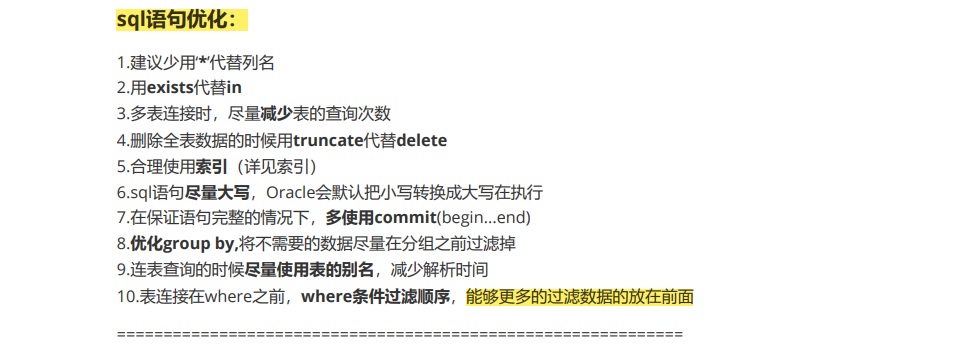 sql语句优化：
1.建议少用‘*’代替列名
2.用exists代替in
3.多表连接时，尽量减少表的查询次数
4.删除全表数据的时候用truncate代替delete
5.合理使用索引（详见索引）
6.sql语句尽量大写，Oracle会默认把小写转换成大写在执行
7.在保证语句完整的情况下，多使用commit(begin...end)
8.优化group by,将不需要的数据尽量在分组之前过滤掉
9.连表查询的时候尽量使用表的别名，减少解析时间
10.表连接在where之前，where条件过滤顺序，能够更多的过滤数据的放在前面
=============================================================